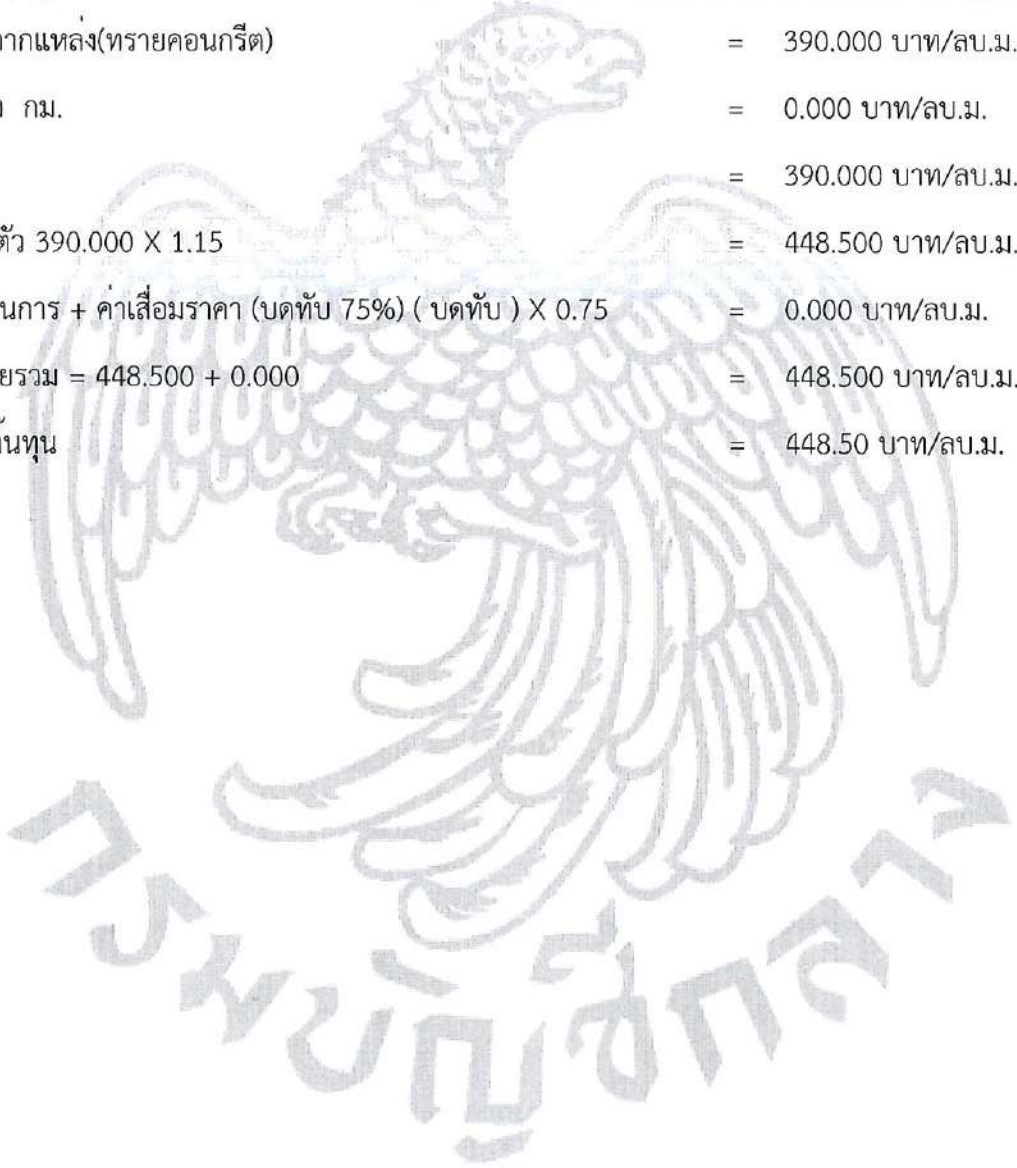 ากแหล่ง(ทรายคอนกรีต) = 390.000 บาท/ลบ.ม.
กม. = 0.000 บาท/ลบ.ม.
= 390.000 บาท/ลบ.ม.
ตัว 390.000 X 1.15 = 448.500 บาท/ลบ.ม.
นการ + ค่าเสื่อมราคา (บดทับ 75%) ( บดทับ ) X 0.75 = 0.000 บาท/ลบ.ม.
ยรวม = 448.500 + 0.000 = 448.500 บาท/ลบ.ม.
้นทุน = 448.50 บาท/ลบ.ม.
กรมบัญชีกลาง